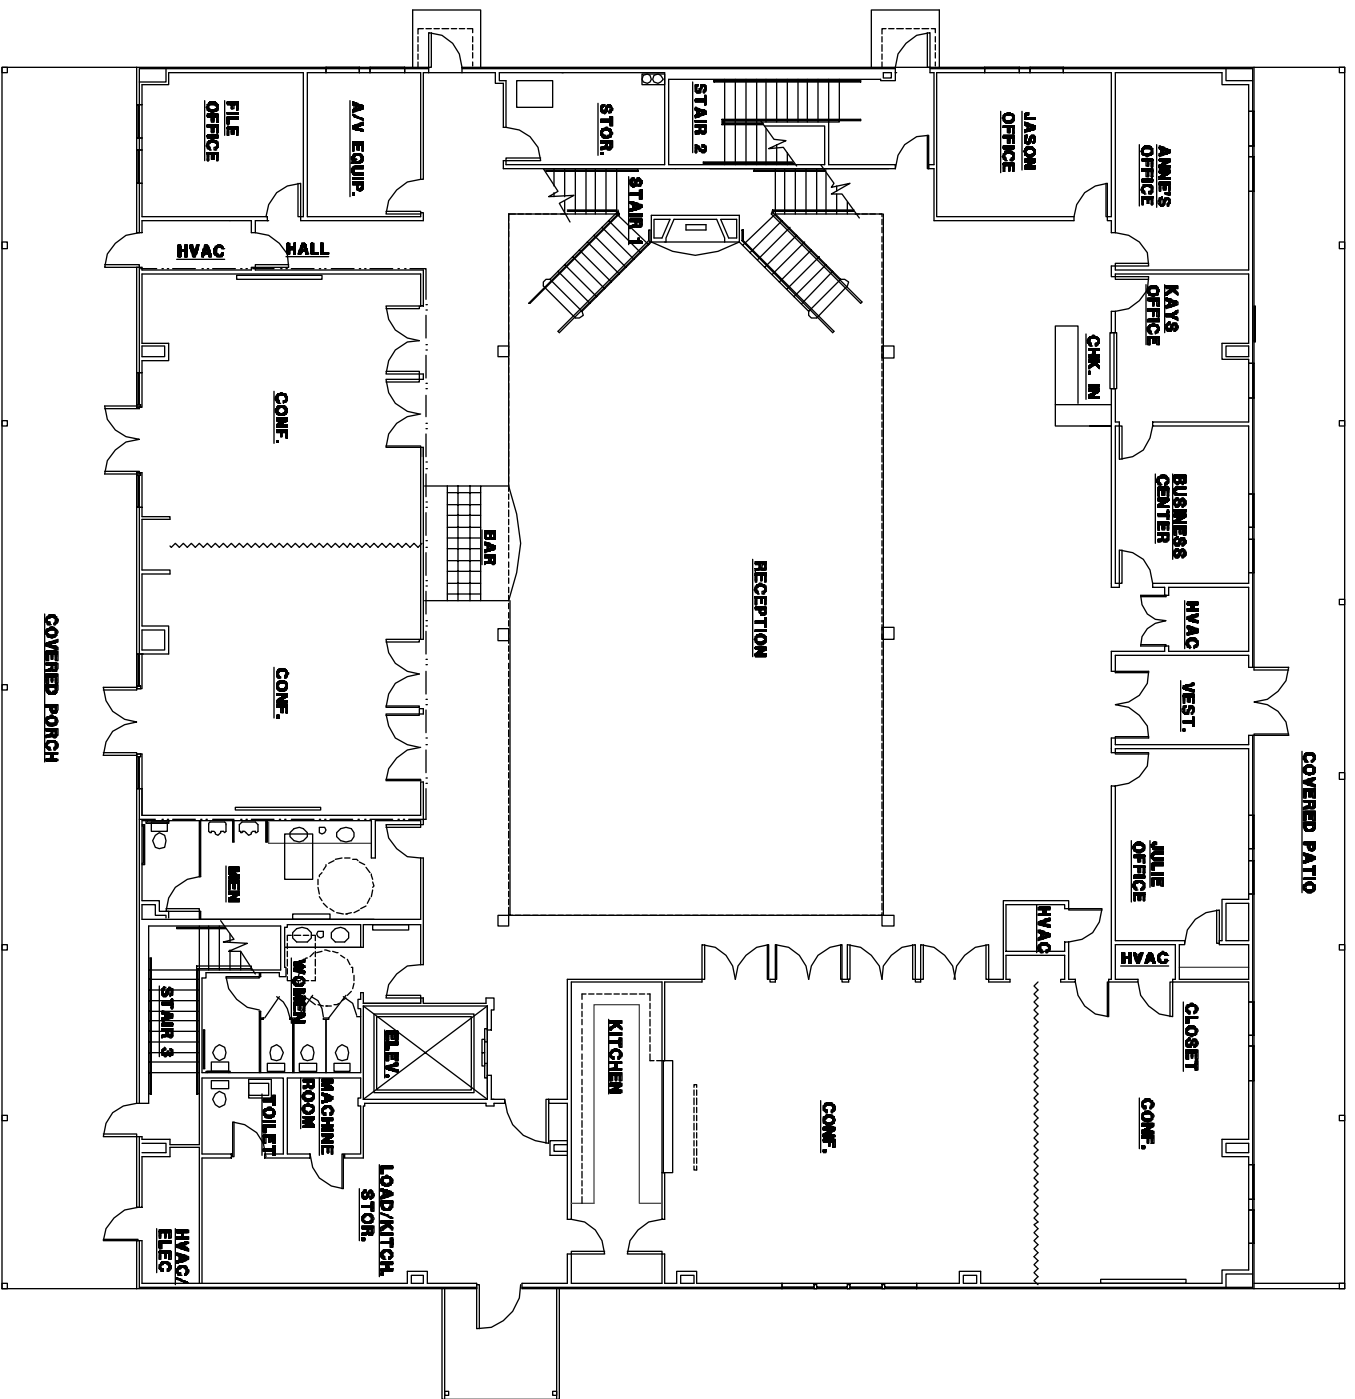 FILE
OFFICE
A/V EQUIP.
STOR.
STAIR 2
JASON
OFFICE
ANNE'S
OFFICE
HVAC
HALL
STAIR 1
KAYS
OFFICE
CHK. IN
CONF.
BUSINESS
CENTER
BAR
RECEPTION
HVAC
COVERED PORCH
CONF.
VEST.
COVERED PATIO
JULIE
OFFICE
MEN
HVAC
HVAC
WOMEN
STAIR 3
ELEV.
KITCHEN
CLOSET
MACHINE
ROOM
TOILET
CONF.
CONF.
LOAD/KITCH.
STOR.
HVAC/
ELEC